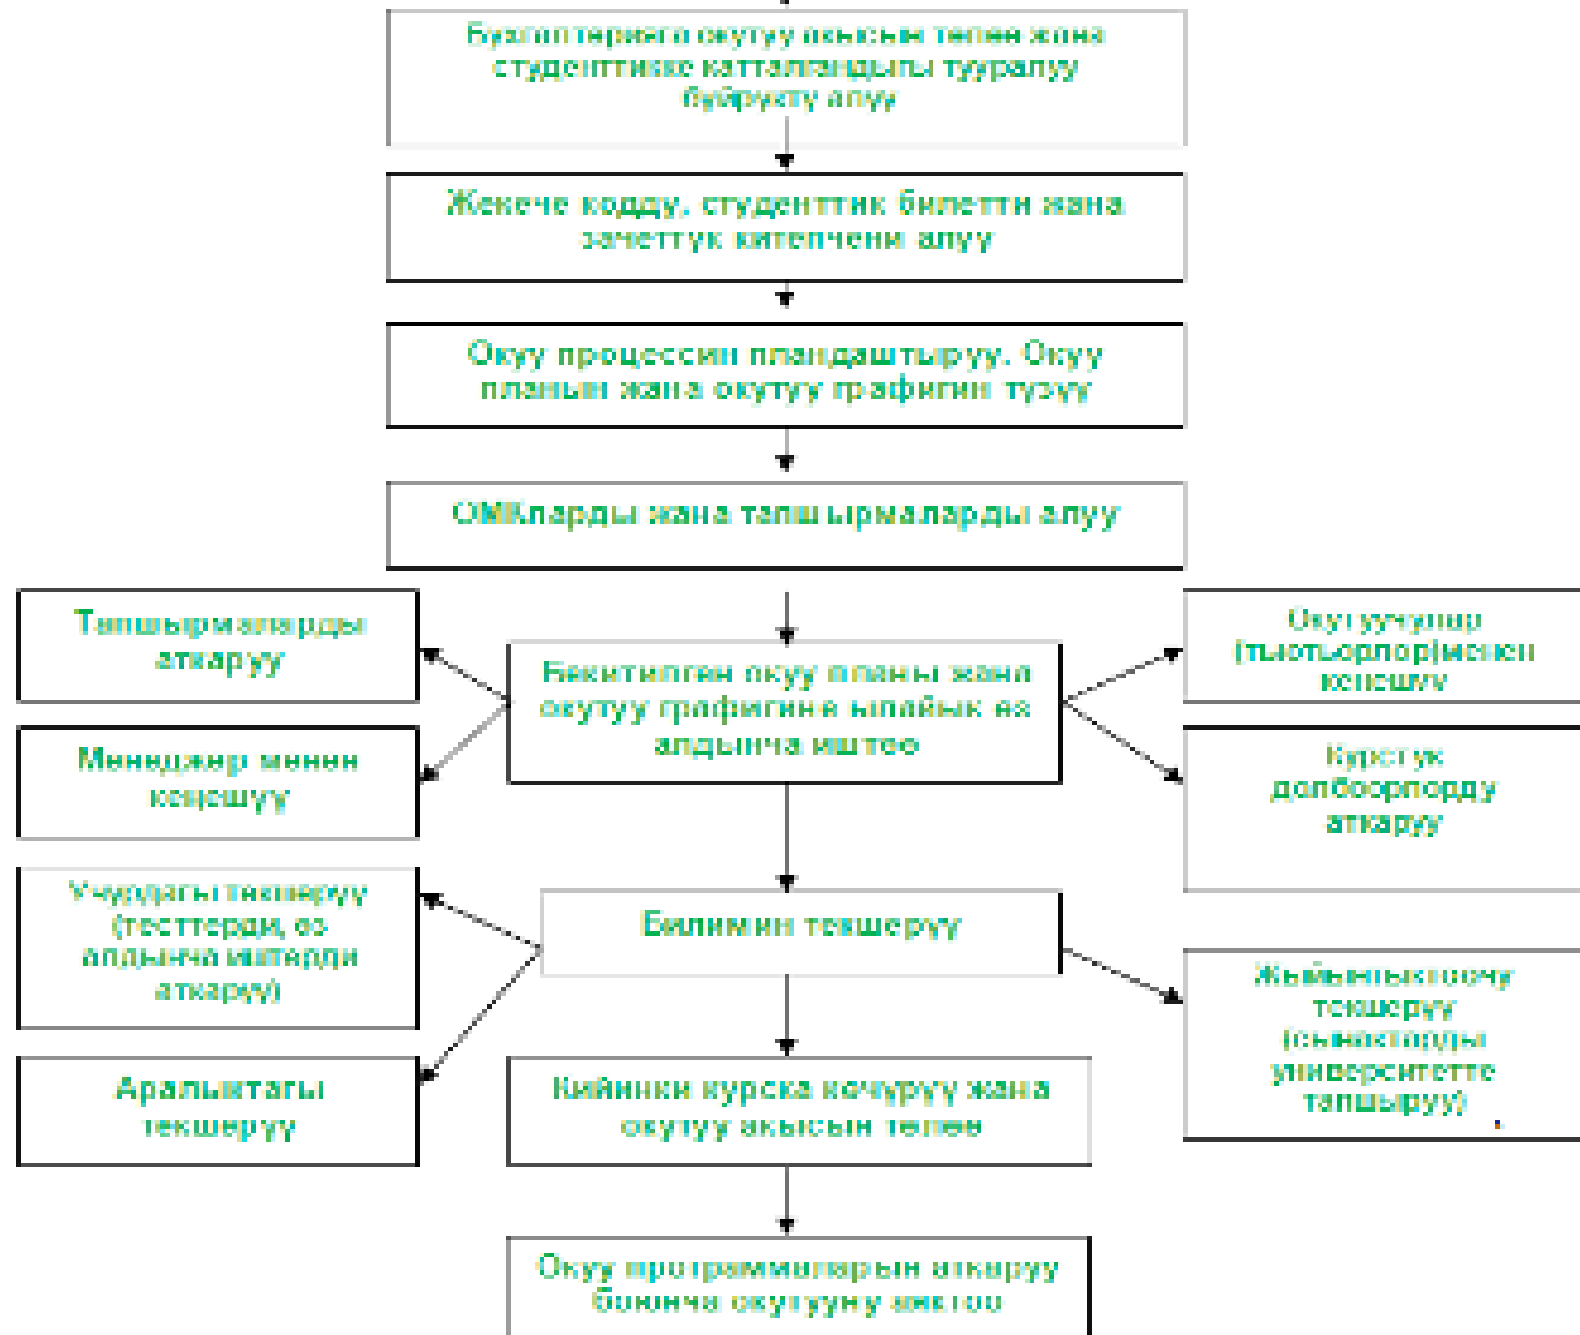 Бухгалтерияга окутуу акысын төлөө жана
студенттикке катталгандыгы тууралуу
буйрукту алуу
Жекече кодду, студенттик билетти жана
зачеттук китепчени алуу
Окуу процессин пландаштыруу. Окуу
планын жана окутуу графигин түзүү
ОМКларды жана тапшырмаларды алуу
Тапшырмаларды
аткаруу
Менеджер менен
кеңешүү
Бекитилген окуу планы жана
окутуу графигине ылайык өз
алдынча иштөө
Окутуучулар
(тьютьорлор)менен
кеңешүү
Курстук
долбоорлорду
аткаруу
Учурдагы текшерүү
(тесттерди, өз
алдынча иштерди
аткаруу)
Аралыктагы
текшерүү
Билимин текшерүү
Жыйынтыктоочу
текшерүү
(сынактарды
университетте
тапшыруу)
Кийинки курска көчүрүү жана
окутуу акысын төлөө
Окуу программаларын аткаруу
боюнча окутууну аяктоо